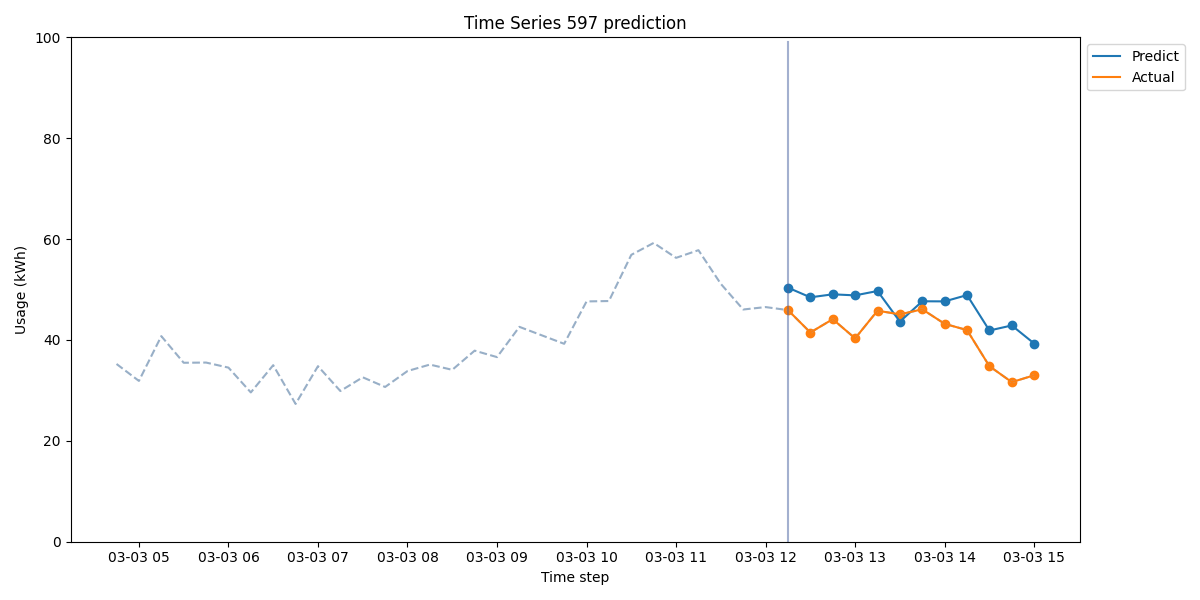 Time Series 597 prediction
Predict
Actual
Usage (kWh)
100
80
60
40
20
0
03-03 05 03-03 06 03-03 07 03-03 08 03-03 09 03-03 10 03-03 11 03-03 12 03-03 13 03-03 14 03-03 15
Time step